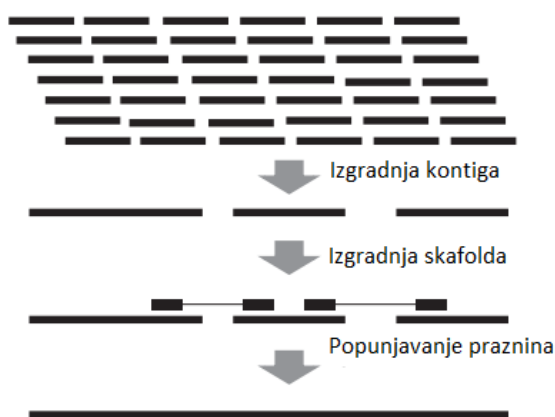 Izgradnja kontiga
Izgradnja skafolda
Popunjavanje praznina